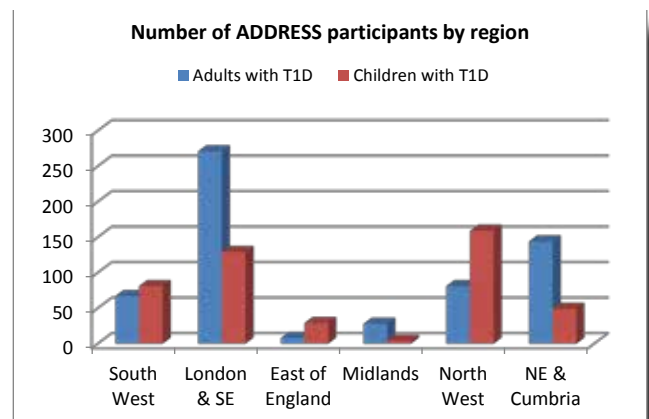 Number of ADDRESS participants by region
Adults with T1D Children with T1D
300
250
200
150
100
50
0
South West
London & SE
East of England
Midlands
North West
NE & Cumbria